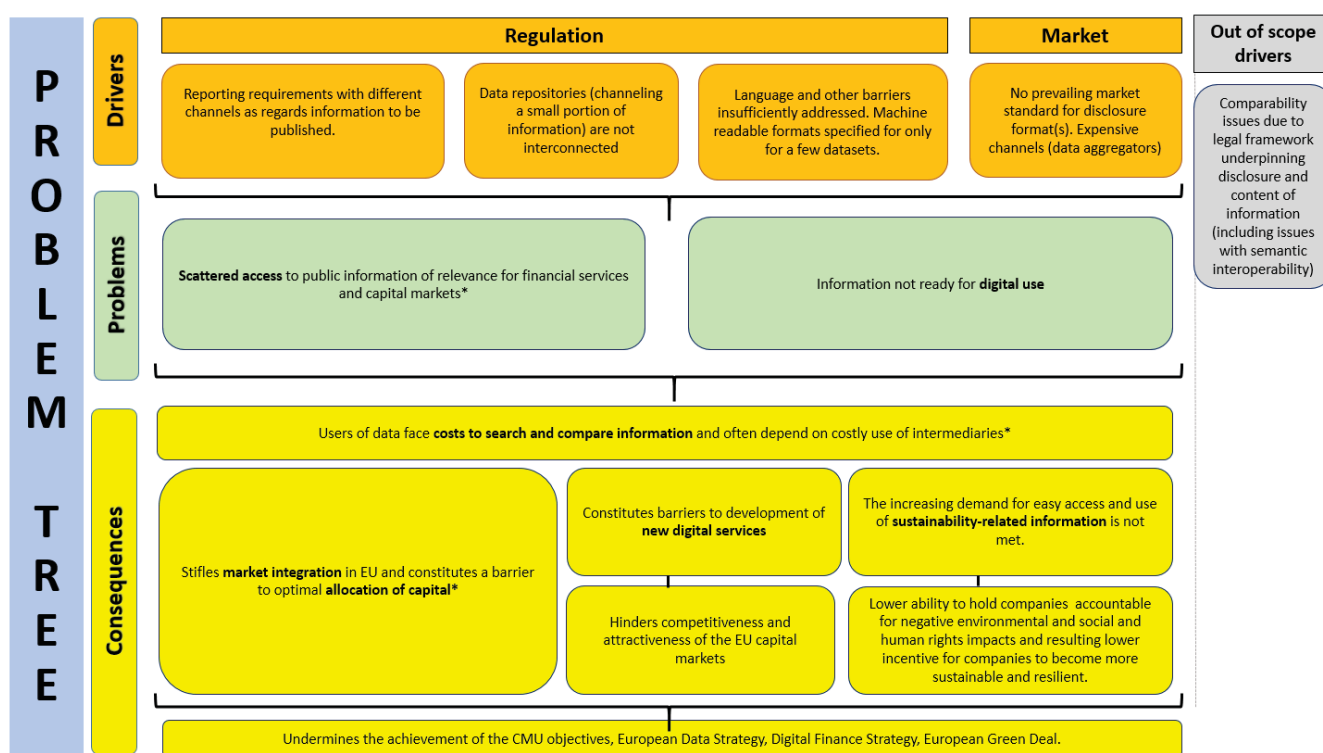 PROBLEM TREE
Drivers
Regulation
Market
Out of scope
drivers
Reporting requirements with different
channels as regards information to be
published.
Data repositories (channeling
a small portion of
information) are not
interconnected
Language and other barriers
insufficiently addressed. Machine
readable formats specified for only
for a few datasets.
No prevailing market
standard for disclosure
format(s). Expensive
channels (data aggregators)
Comparability
issues due to
legal framework
underpinning
disclosure and
content of
information
(including issues
with semantic
interoperability)
Problems
Scattered access to public information of relevance for financial services
and capital markets*
Information not ready for digital use
Consequences
Users of data face costs to search and compare information and often depend on costly use of intermediaries*
Stifles market integration in EU and constitutes a barrier
to optimal allocation of capital*
Constitutes barriers to development of
new digital services
The increasing demand for easy access and use
of sustainability-related information is not
met.
Hinders competitiveness and
attractiveness of the EU capital
markets
Lower ability to hold companies accountable
for negative environmental and social and
human rights impacts and resulting lower
incentive for companies to become more
sustainable and resilient.
Undermines the achievement of the CMU objectives, European Data Strategy, Digital Finance Strategy, European Green Deal.